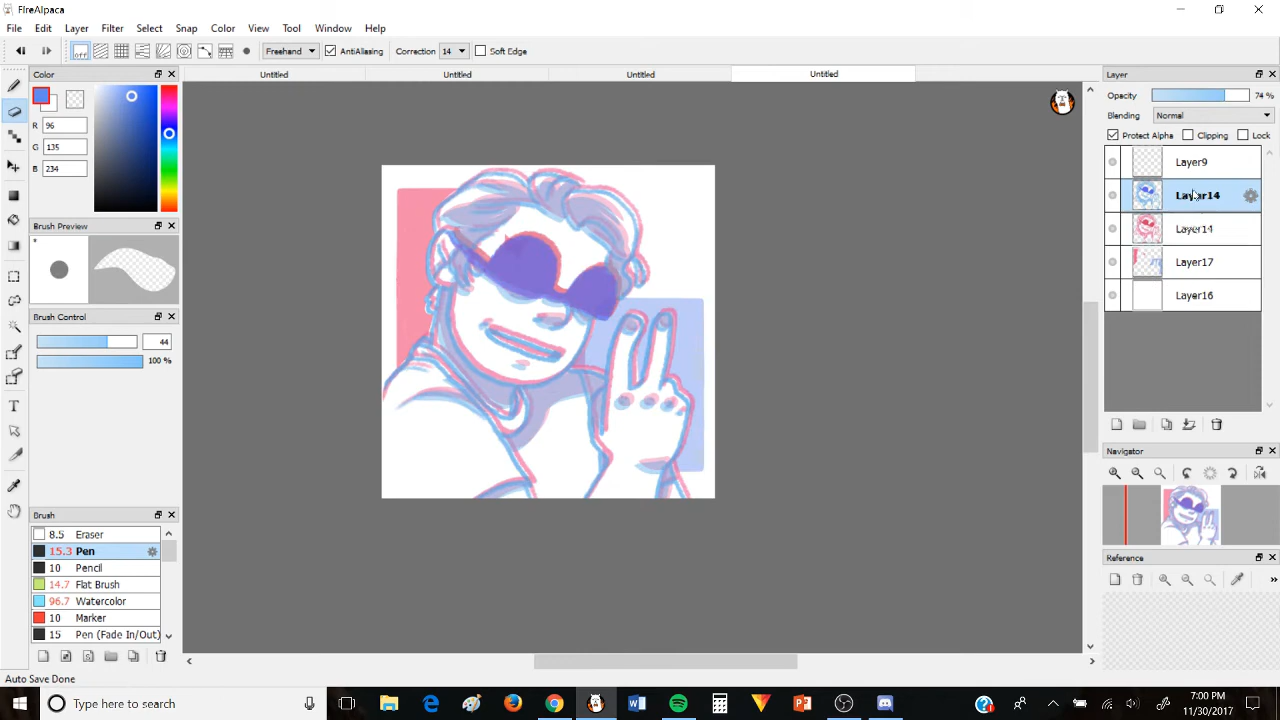 FireAlpaca
File Edit Layer Filter Select Snap Color View Tool Window Help
off Freehand AntiAliasing Correction 14 Soft Edge
Color
Untitled Untitled Untitled Untitled
Layer
R 96
G 135
B 234
Opacity 74 %
Blending Normal
Protect Alpha Clipping Lock
Layer9
Layer14
Layer14
Layer17
Layer16
Brush Preview
*
Brush Control
44
100 %
Navigator
Brush
8.5 Eraser
15.3 Pen
10 Pencil
14.7 Flat Brush
96.7 Watercolor
10 Marker
15 Pen (Fade In/Out)
Reference
»
Auto Save Done
Type here to search
7:00 PM
11/30/2017